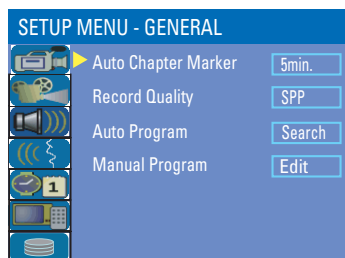 SETUP MENU - GENERAL
Auto Chapter Marker 5min.
Record Quality SPP
Auto Program Search
Manual Program Edit
1